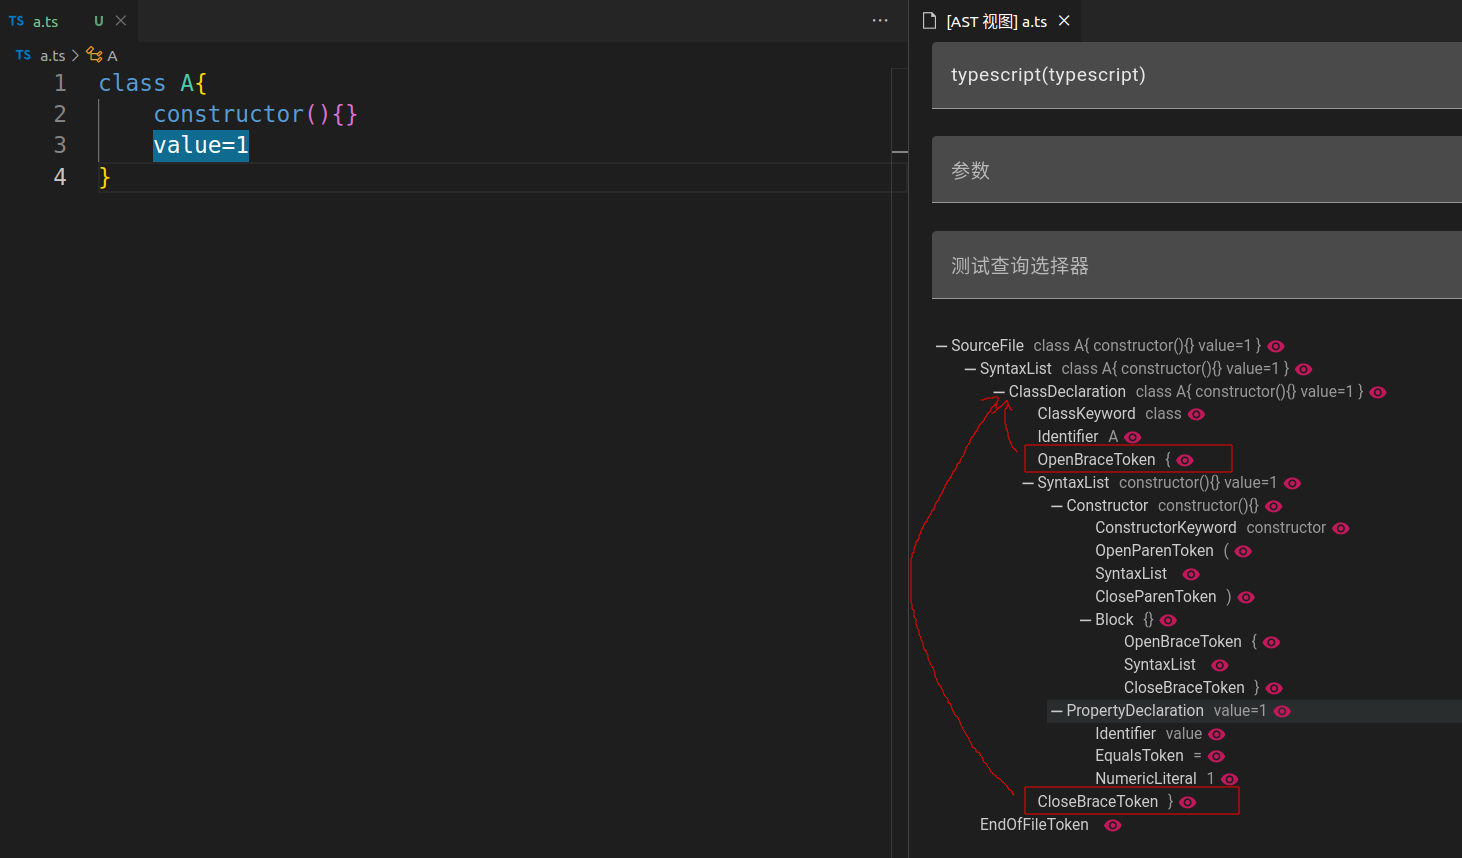 TS a.ts U
TS a.ts > A
1 class A{
2 constructor(){}
3 value=1
4 }
[AST 视图] a.ts
typescript(typescript)
参数
测试查询选择器
SourceFile class A{ constructor(){} value=1 }
SyntaxList class A{ constructor(){} value=1 }
ClassDeclaration class A{ constructor(){} value=1 }
ClassKeyword class
Identifier A
OpenBraceToken {
SyntaxList constructor(){} value=1
Constructor constructor(){}
ConstructorKeyword constructor
OpenParenToken (
SyntaxList
CloseParenToken )
Block {}
OpenBraceToken {
SyntaxList
CloseBraceToken }
PropertyDeclaration value=1
Identifier value
EqualsToken =
NumericLiteral 1
CloseBraceToken }
EndOfFileToken